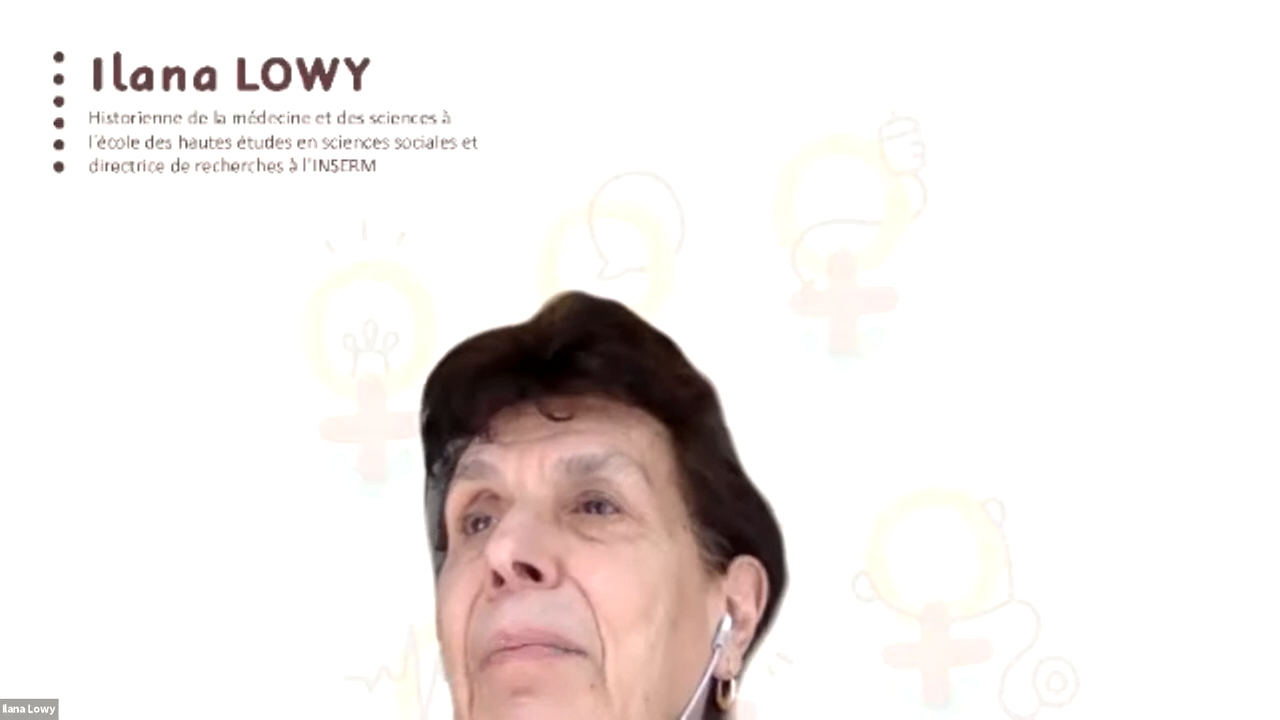 Ilana LOWY
Historienne de la médecine et des sciences à
l'école des hautes études en sciences sociales et
directrice de recherches à l'INSERM
Ilana Lowy